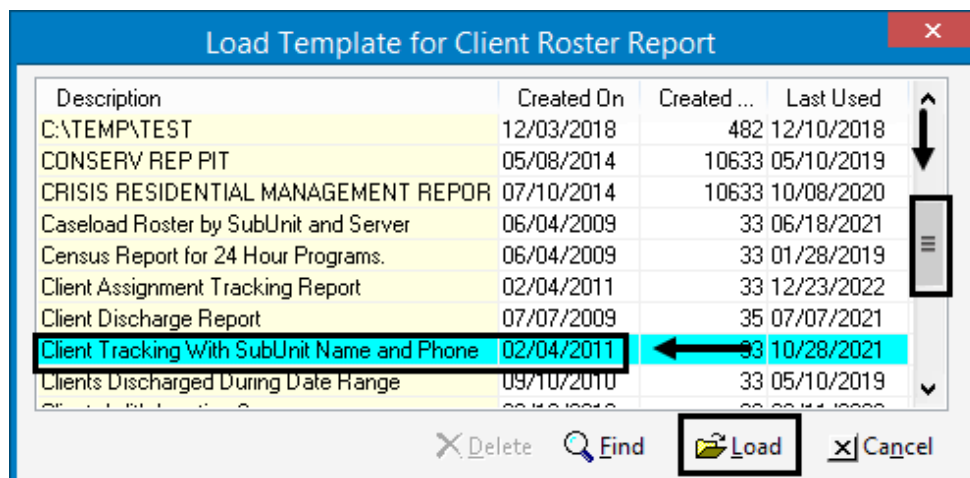 Load Template for Client Roster Report
Description Created On Created ... Last Used
C:\TEMP\TEST 12/03/2018 482 12/10/2018
CONSERV REP PIT 05/08/2014 10633 05/10/2019
CRISIS RESIDENTIAL MANAGEMENT REPOR 07/10/2014 10633 10/08/2020
Caseload Roster by SubUnit and Server 06/04/2009 33 06/18/2021
Census Report for 24 Hour Programs. 06/04/2009 33 01/28/2019
Client Assignment Tracking Report 02/04/2011 33 12/23/2022
Client Discharge Report 07/07/2009 35 07/07/2021
Client Tracking With SubUnit Name and Phone 02/04/2011 33 10/28/2021
Clients Discharged During Date Range 09/10/2010 33 05/10/2019
Delete Find Load Cancel